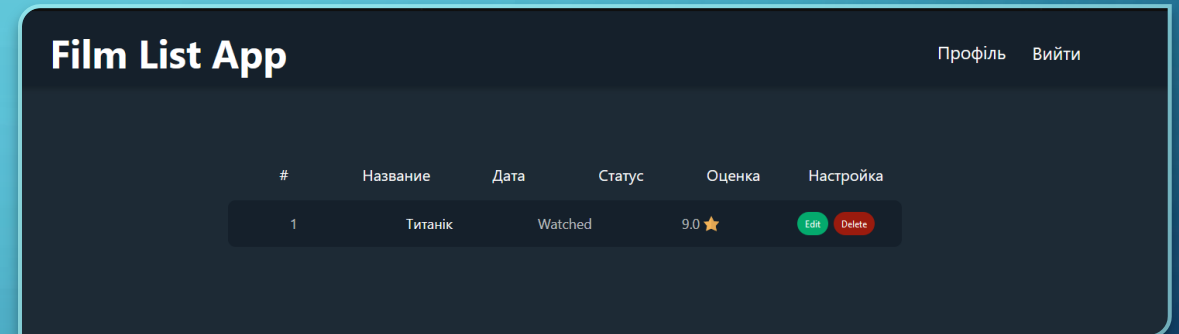 Film List App
Профіль Вийти
# Название Дата Статус Оценка Настройка
1 Титанік Watched 9.0 ⭐ Edit Delete